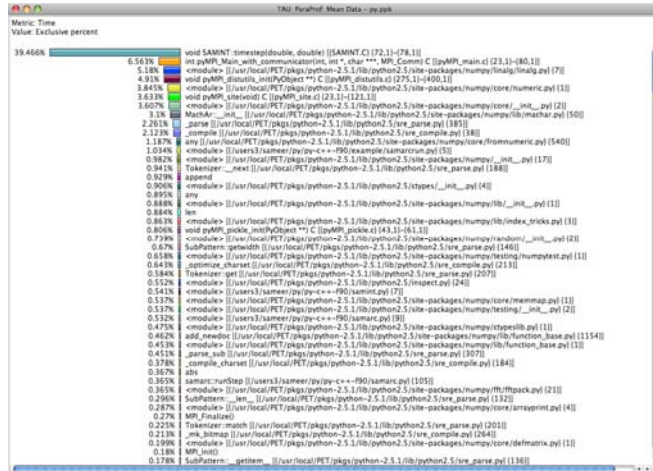 TAU: ParaProf: Mean Data - py.ppk
Metric: Time
Value: Exclusive percent
39.466% void SAMINT::timestep(double, double) [{SAMINT.C} {72,1}-{78,1}]
6.563% int pyMPI_Main_with_communicator(int, int *, char ***, MPI_Comm) C [{pyMPI_main.c} {23,1}-{80,1}]
5.18% <module> [{/usr/local/PET/pkgs/python-2.5.1/lib/python2.5/site-packages/numpy/linalg/linalg.py} {7}]
4.91% void pyMPI_distutils_init(PyObject **) C [{pyMPI_distutils.c} {275,1}-{400,1}]
3.845% <module> [{/usr/local/PET/pkgs/python-2.5.1/lib/python2.5/site-packages/numpy/core/numeric.py} {1}]
3.633% void pyMPI_site(void) C [{pyMPI_site.c} {23,1}-{121,1}]
3.607% <module> [{/usr/local/PET/pkgs/python-2.5.1/lib/python2.5/site-packages/numpy/core/__init__.py} {2}]
3.1% MachAr::__init__ [{/usr/local/PET/pkgs/python-2.5.1/lib/python2.5/site-packages/numpy/lib/machar.py} {50}]
2.261% _parse [{/usr/local/PET/pkgs/python-2.5.1/lib/python2.5/sre_parse.py} {385}]
2.123% _compile [{/usr/local/PET/pkgs/python-2.5.1/lib/python2.5/sre_compile.py} {38}]
1.187% any [{/usr/local/PET/pkgs/python-2.5.1/lib/python2.5/site-packages/numpy/core/fromnumeric.py} {540}]
1.034% <module> [{/users3/sameer/py/py-c++-f90/example/samarcrun.py} {5}]
0.982% <module> [{/usr/local/PET/pkgs/python-2.5.1/lib/python2.5/site-packages/numpy/__init__.py} {17}]
0.941% Tokenizer::__next [{/usr/local/PET/pkgs/python-2.5.1/lib/python2.5/sre_parse.py} {188}]
0.929% append
0.906% <module> [{/usr/local/PET/pkgs/python-2.5.1/lib/python2.5/ctypes/__init__.py} {4}]
0.895% any
0.888% <module> [{/usr/local/PET/pkgs/python-2.5.1/lib/python2.5/site-packages/numpy/lib/__init__.py} {1}]
0.884% len
0.863% <module> [{/usr/local/PET/pkgs/python-2.5.1/lib/python2.5/site-packages/numpy/lib/index_tricks.py} {3}]
0.806% void pyMPI_pickle_init(PyObject **) C [{pyMPI_pickle.c} {43,1}-{61,1}]
0.739% <module> [{/usr/local/PET/pkgs/python-2.5.1/lib/python2.5/site-packages/numpy/random/__init__.py} {2}]
0.67% SubPattern::getwidth [{/usr/local/PET/pkgs/python-2.5.1/lib/python2.5/sre_parse.py} {146}]
0.658% <module> [{/usr/local/PET/pkgs/python-2.5.1/lib/python2.5/site-packages/numpy/testing/numpytest.py} {1}]
0.643% _optimize_charset [{/usr/local/PET/pkgs/python-2.5.1/lib/python2.5/sre_compile.py} {213}]
0.584% Tokenizer::get [{/usr/local/PET/pkgs/python-2.5.1/lib/python2.5/sre_parse.py} {207}]
0.552% <module> [{/usr/local/PET/pkgs/python-2.5.1/lib/python2.5/inspect.py} {24}]
0.541% <module> [{/users3/sameer/py/py-c++-f90/samint.py} {7}]
0.537% <module> [{/usr/local/PET/pkgs/python-2.5.1/lib/python2.5/site-packages/numpy/core/memmap.py} {1}]
0.537% <module> [{/usr/local/PET/pkgs/python-2.5.1/lib/python2.5/site-packages/numpy/testing/__init__.py} {2}]
0.532% <module> [{/users3/sameer/py/py-c++-f90/samarc.py} {9}]
0.475% <module> [{/usr/local/PET/pkgs/python-2.5.1/lib/python2.5/site-packages/numpy/ctypeslib.py} {1}]
0.462% add_newdoc [{/usr/local/PET/pkgs/python-2.5.1/lib/python2.5/site-packages/numpy/lib/function_base.py} {1154}]
0.453% <module> [{/usr/local/PET/pkgs/python-2.5.1/lib/python2.5/site-packages/numpy/lib/function_base.py} {1}]
0.451% _parse_sub [{/usr/local/PET/pkgs/python-2.5.1/lib/python2.5/sre_parse.py} {307}]
0.378% _compile_charset [{/usr/local/PET/pkgs/python-2.5.1/lib/python2.5/sre_compile.py} {184}]
0.367% abs
0.365% samarc::runStep [{/users3/sameer/py/py-c++-f90/samarc.py} {105}]
0.365% <module> [{/usr/local/PET/pkgs/python-2.5.1/lib/python2.5/site-packages/numpy/fft/fftpack.py} {21}]
0.296% SubPattern::__len__ [{/usr/local/PET/pkgs/python-2.5.1/lib/python2.5/sre_parse.py} {132}]
0.287% <module> [{/usr/local/PET/pkgs/python-2.5.1/lib/python2.5/site-packages/numpy/core/arrayprint.py} {4}]
0.27% MPI_Finalize()
0.225% Tokenizer::match [{/usr/local/PET/pkgs/python-2.5.1/lib/python2.5/sre_parse.py} {201}]
0.213% _mk_bitmap [{/usr/local/PET/pkgs/python-2.5.1/lib/python2.5/sre_compile.py} {264}]
0.199% <module> [{/usr/local/PET/pkgs/python-2.5.1/lib/python2.5/site-packages/numpy/core/defmatrix.py} {1}]
0.18% MPI_Init()
0.178% SubPattern::__getitem__ [{/usr/local/PET/pkgs/python-2.5.1/lib/python2.5/sre_parse.py} {136}]